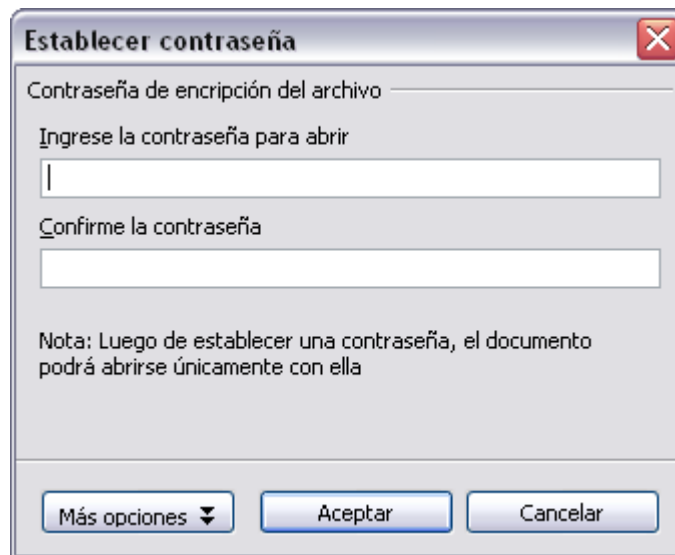 Establecer contraseña
Contraseña de encripción del archivo
Ingrese la contraseña para abrir
Confirme la contraseña
Nota: Luego de establecer una contraseña, el documento
podrá abrirse únicamente con ella
Más opciones Aceptar Cancelar